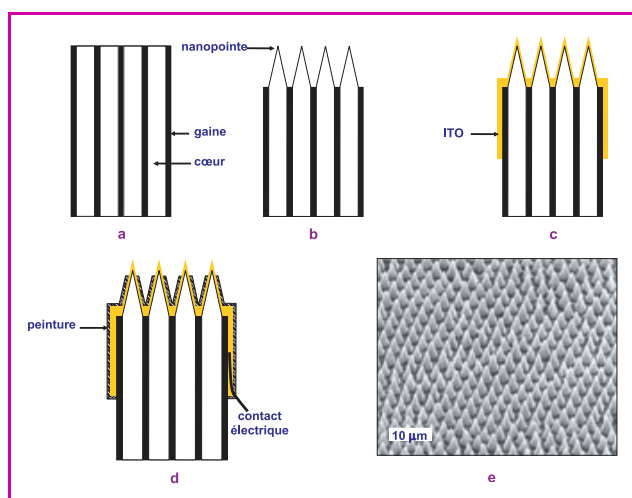 nanopointe
gaine
cœur
ITO
a
b
c
peinture
contact
électrique
10 µm
d
e